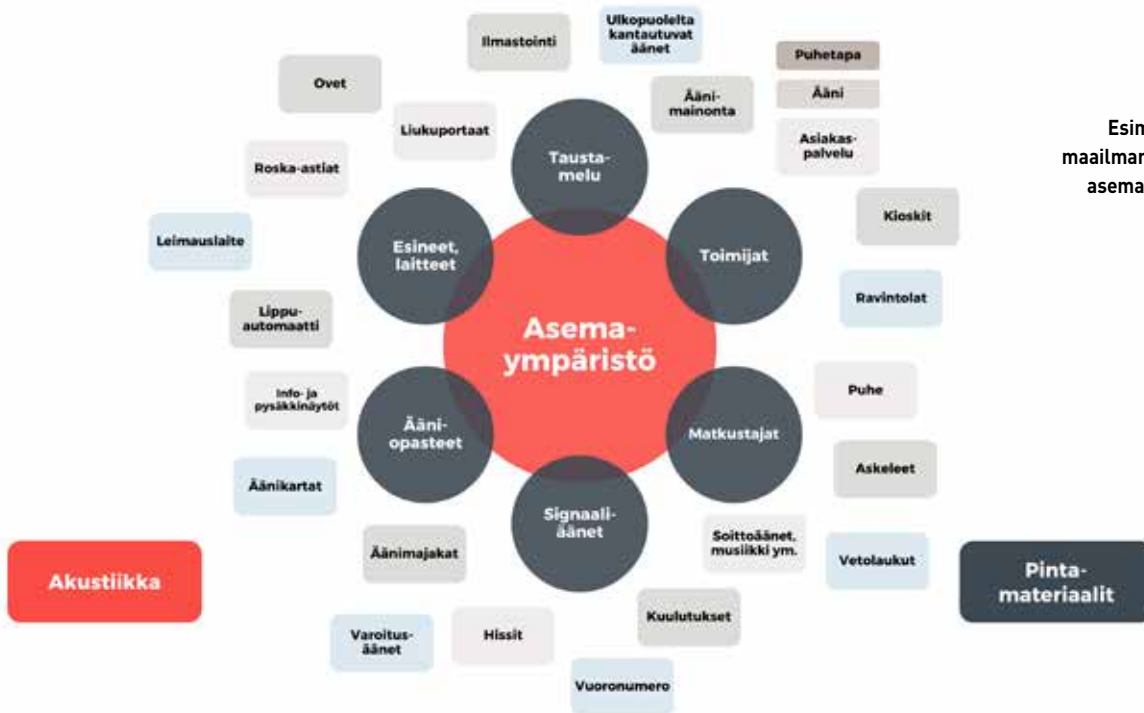 Ulkopuolelta
kantautuvat
äänet
Ilmastointi
Puhetapa
Ovet
Ääni-
mainonta
Ääni
Liukuportaat
Asiakas-
palvelu
Esim
maailman
asema
Roska-astiat
Tausta-
melu
Kioskit
Leimauslaite
Esineet,
laitteet
Toimijat
Ravintolat
Lippu-
automaatti
Asema-
ympäristö
Info- ja
pysäkkinäytöt
Puhe
Ääni-
opasteet
Matkustajat
Äänikartat
Askeleet
Signaali-
äänet
Äänimajakat
Soittoäänet,
musiikki ym.
Vetolaukut
Akustiikka
Pinta-
materiaalit
Kuulutukset
Varoitus-
äänet
Hissit
Vuoronumero